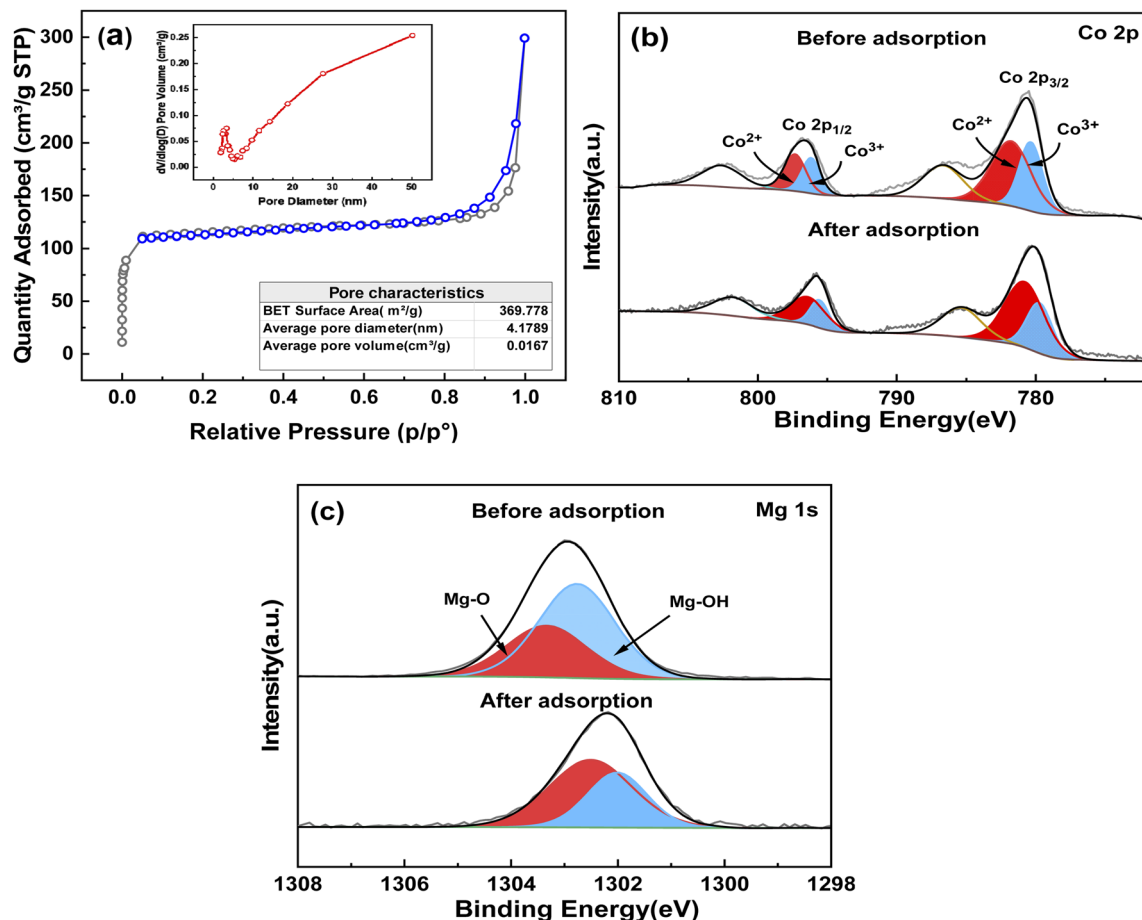 (a)
Quantity Adsorbed (cm³/g STP)
300
250
200
150
100
50
0
0.0
0.2
0.4
0.6
0.8
1.0
Relative Pressure (p/p°)
dV/dlog(D) Pore Volume (cm³/g)
0.25
0.20
0.15
0.10
0.05
0.00
0
10
20
30
40
50
Pore Diameter (nm)
Pore characteristics
BET Surface Area( m²/g) 369.778
Average pore diameter(nm) 4.1789
Average pore volume(cm³/g) 0.0167
(b)
Co 2p
Before adsorption
Co 2p3/2
Co²⁺
Co 2p1/2
Co³⁺
Co²⁺
Co³⁺
After adsorption
Intensity(a.u.)
810
800
790
780
Binding Energy(eV)
(c)
Mg 1s
Before adsorption
Mg-O
Mg-OH
After adsorption
Intensity(a.u.)
1308
1306
1304
1302
1300
1298
Binding Energy(eV)